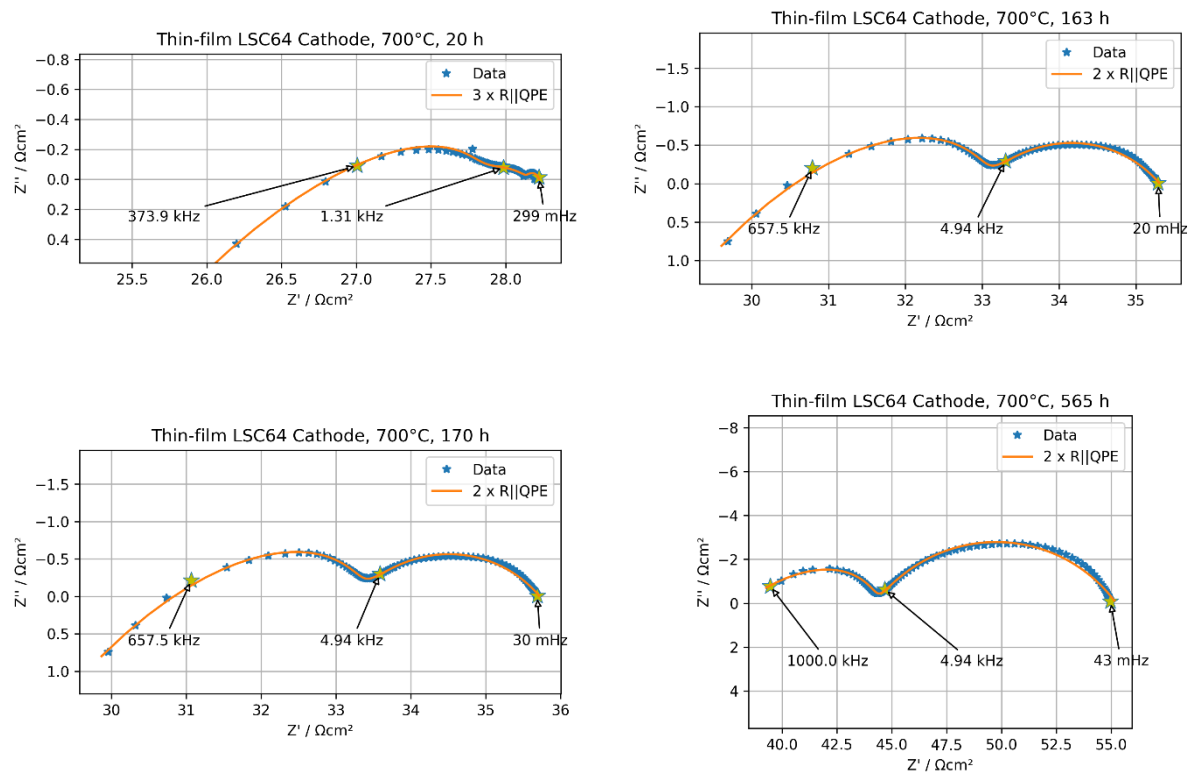 Thin-film LSC64 Cathode, 700°C, 20 h
Data
3 x R||QPE
Z'' / Ωcm²
−0.8
−0.6
−0.4
−0.2
0.0
0.2
0.4
373.9 kHz
1.31 kHz
299 mHz
25.5 26.0 26.5 27.0 27.5 28.0
Z' / Ωcm²
Thin-film LSC64 Cathode, 700°C, 163 h
Data
2 x R||QPE
Z'' / Ωcm²
−1.5
−1.0
−0.5
0.0
0.5
1.0
657.5 kHz
4.94 kHz
20 mHz
30 31 32 33 34 35
Z' / Ωcm²
Thin-film LSC64 Cathode, 700°C, 170 h
Data
2 x R||QPE
Z'' / Ωcm²
−1.5
−1.0
−0.5
0.0
0.5
1.0
657.5 kHz
4.94 kHz
30 mHz
30 31 32 33 34 35 36
Z' / Ωcm²
Thin-film LSC64 Cathode, 700°C, 565 h
Data
2 x R||QPE
Z'' / Ωcm²
−8
−6
−4
−2
0
2
4
1000.0 kHz
4.94 kHz
43 mHz
40.0 42.5 45.0 47.5 50.0 52.5 55.0
Z' / Ωcm²